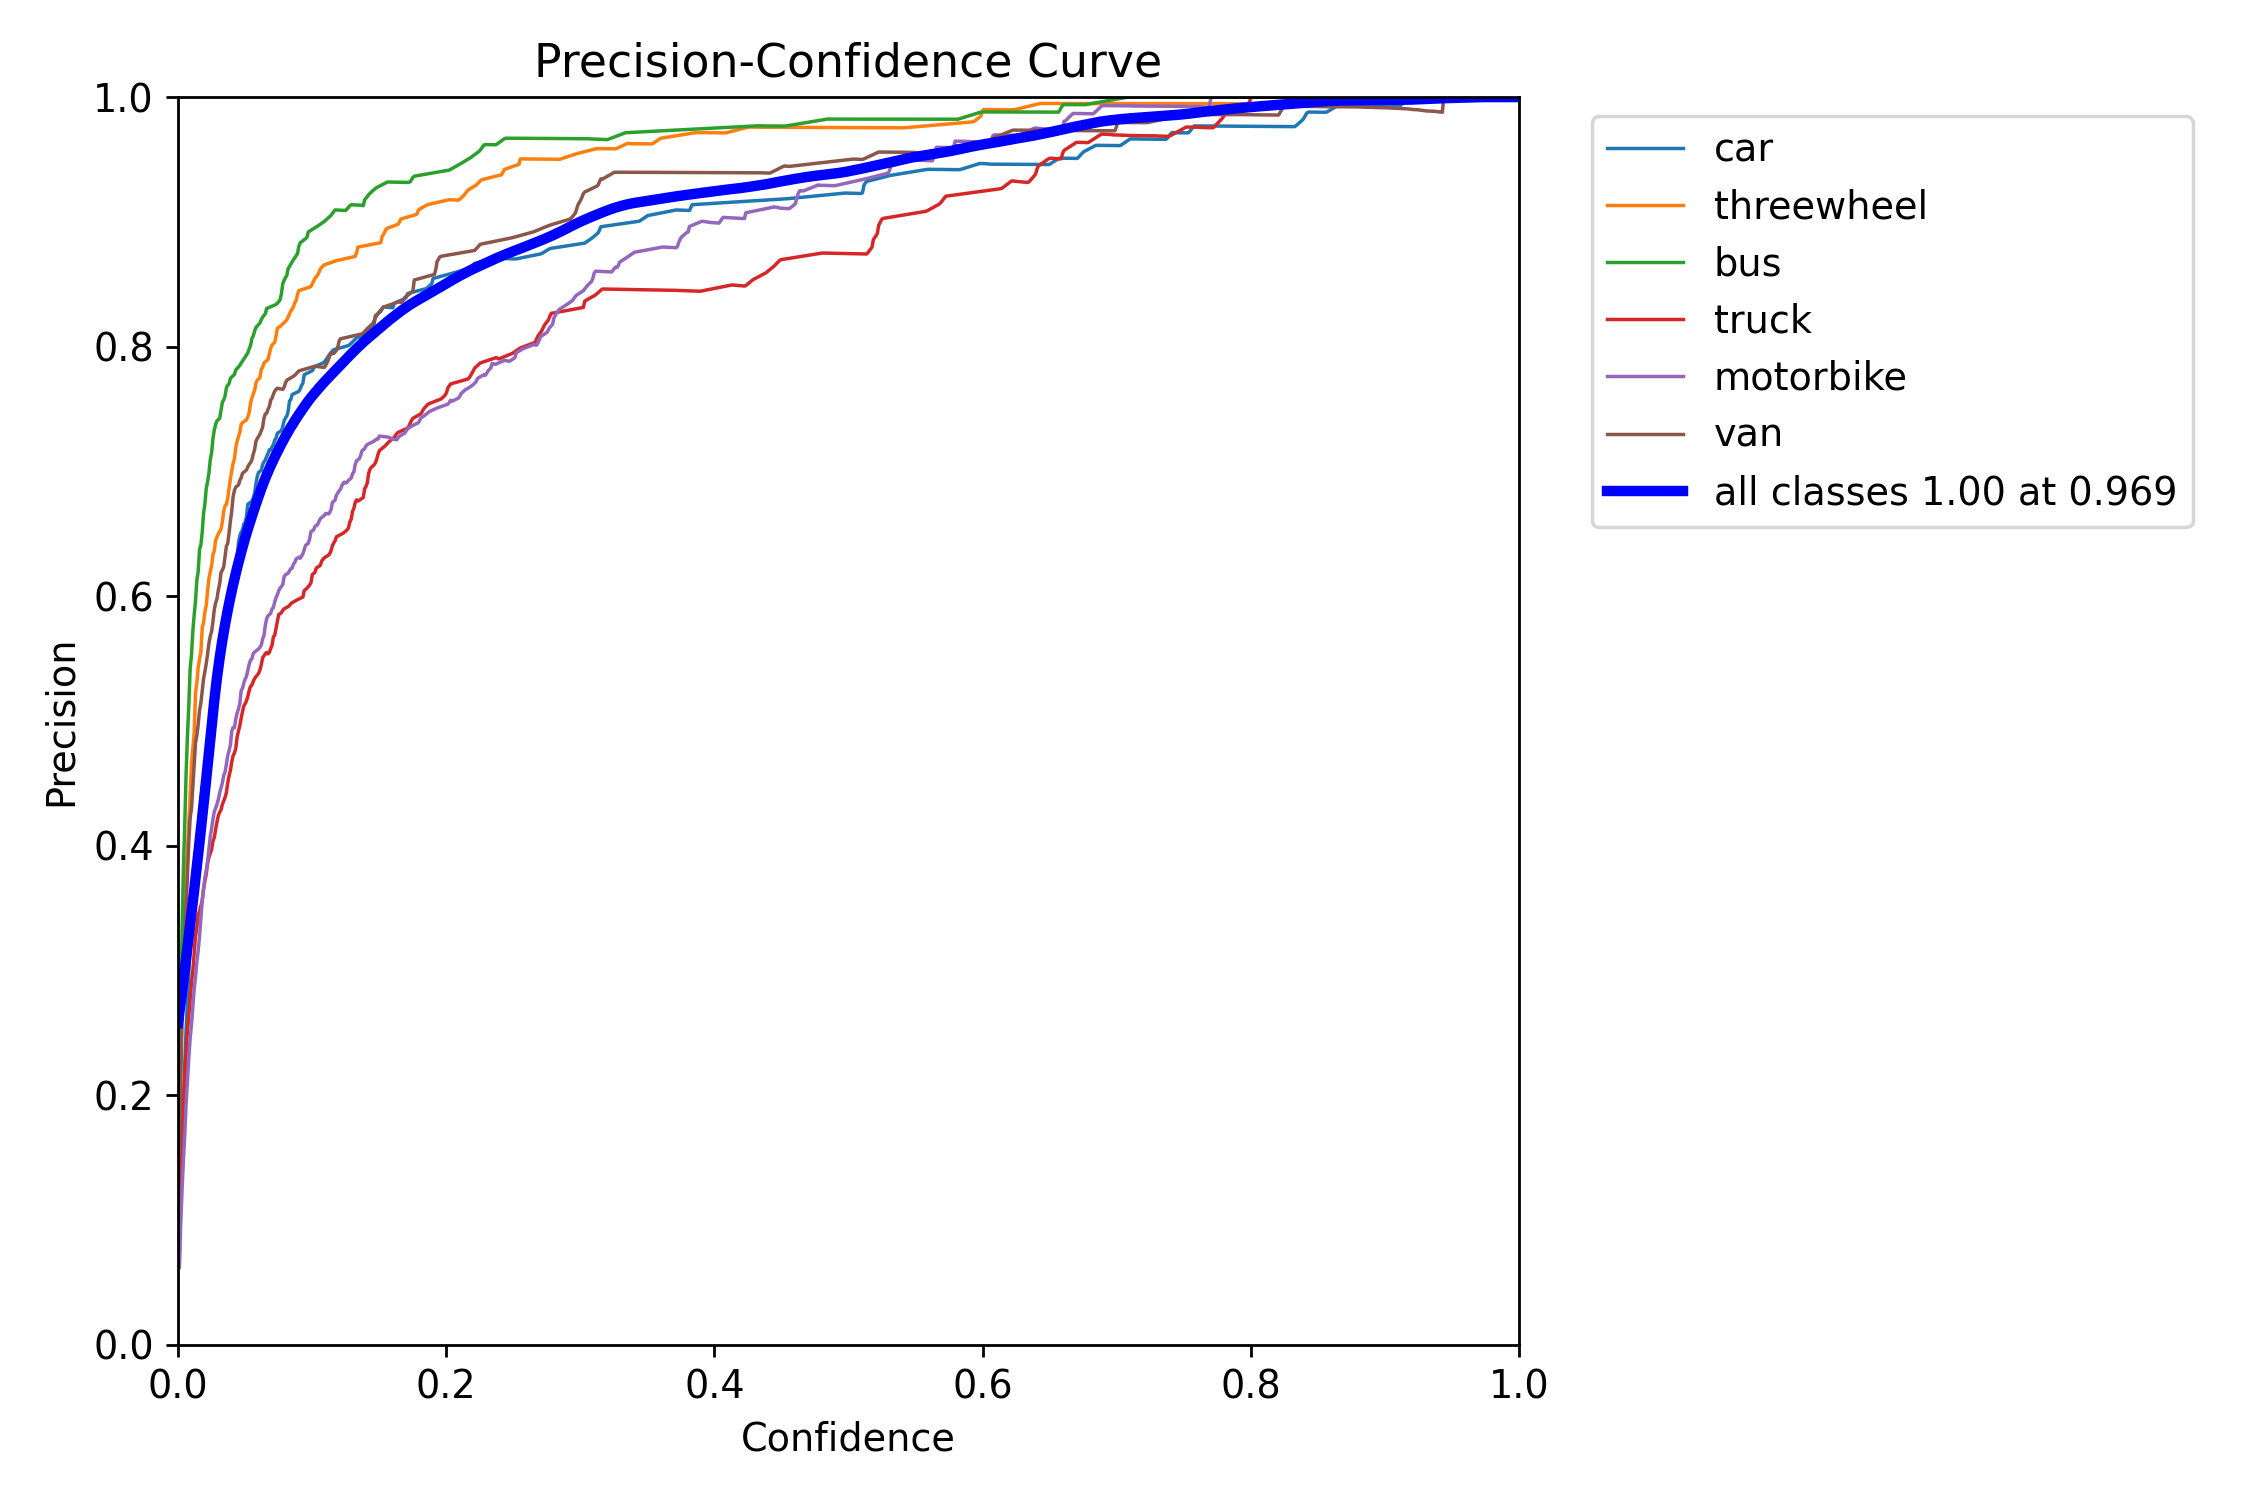 Precision-Confidence Curve
1.0
0.8
0.6
0.4
0.2
0.0
Precision
0.0 0.2 0.4 0.6 0.8 1.0
Confidence
car
threewheel
bus
truck
motorbike
van
all classes 1.00 at 0.969